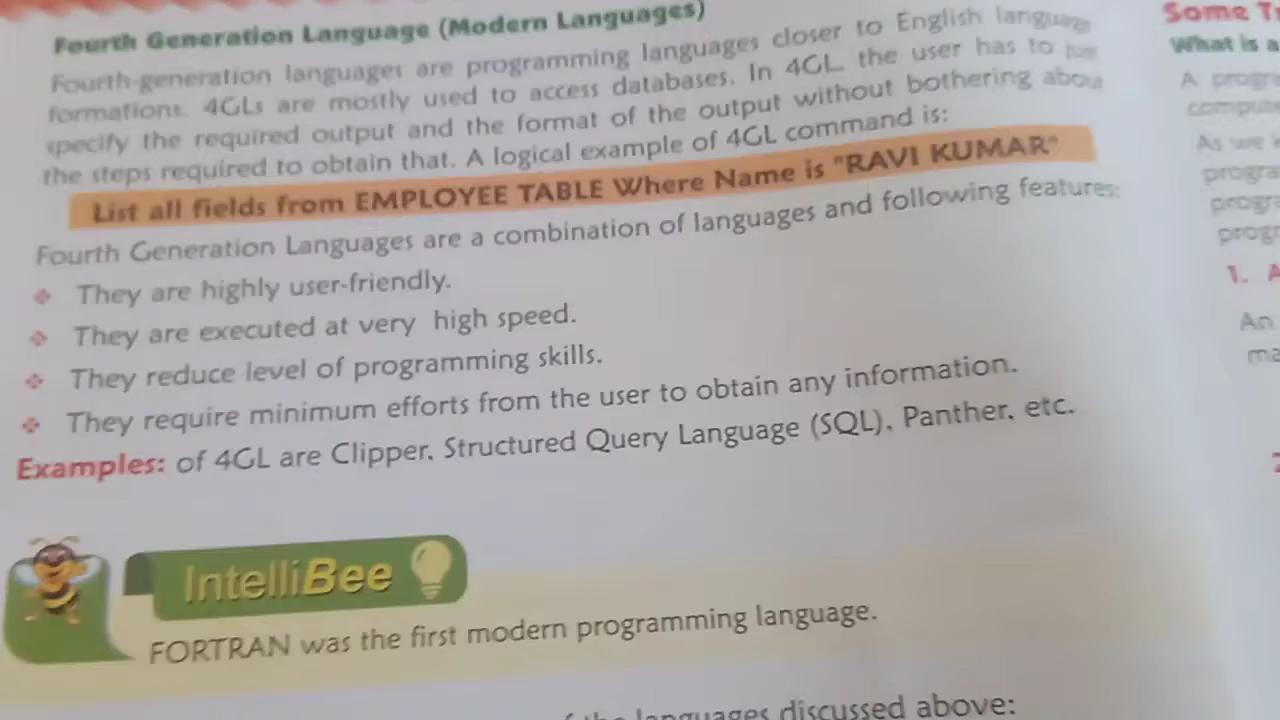 Fourth Generation Language (Modern Languages)
Fourth-generation languages are programming languages closer to English language
formations. 4GLs are mostly used to access databases. In 4GL the user has to just
specify the required output and the format of the output without bothering about
the steps required to obtain that. A logical example of 4GL command is:
List all fields from EMPLOYEE TABLE Where Name is "RAVI KUMAR"
Fourth Generation Languages are a combination of languages and following features:
They are highly user-friendly.
They are executed at very high speed.
They reduce level of programming skills.
They require minimum efforts from the user to obtain any information.
Examples: of 4GL are Clipper, Structured Query Language (SQL), Panther, etc.
IntelliBee
FORTRAN was the first modern programming language.
languages discussed above:
Some
What is a
A
As we
1.
An